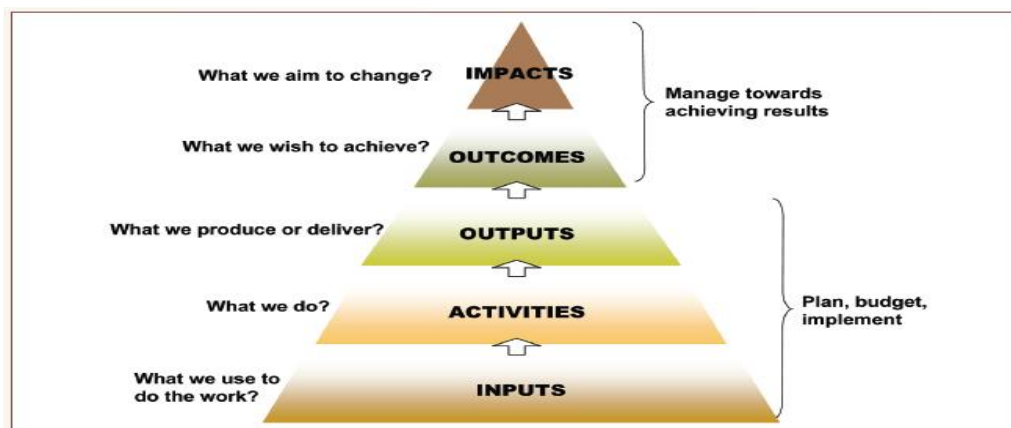 What we aim to change?
IMPACTS
Manage towards
achieving results
What we wish to achieve?
OUTCOMES
What we produce or deliver?
OUTPUTS
What we do?
ACTIVITIES
Plan, budget,
implement
What we use to
do the work?
INPUTS